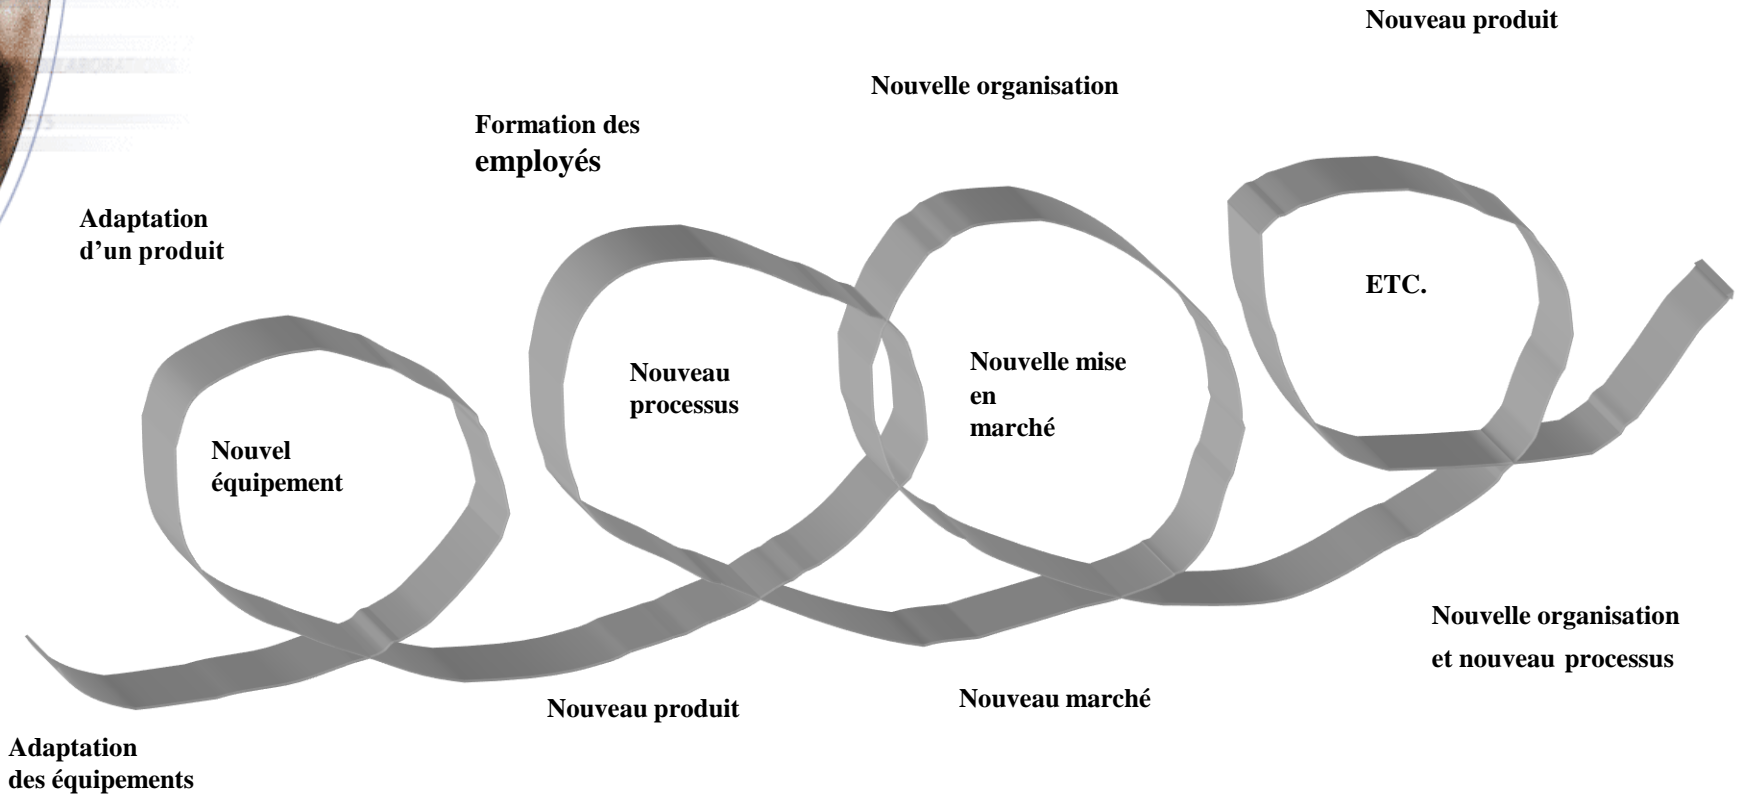 Nouveau produit
Nouvelle organisation
Formation des
employés
Adaptation
d’un produit
ETC.
Nouveau
processus
Nouvelle mise
en
marché
Nouvel
équipement
Nouvelle organisation
et nouveau processus
Nouveau produit
Nouveau marché
Adaptation
des équipements